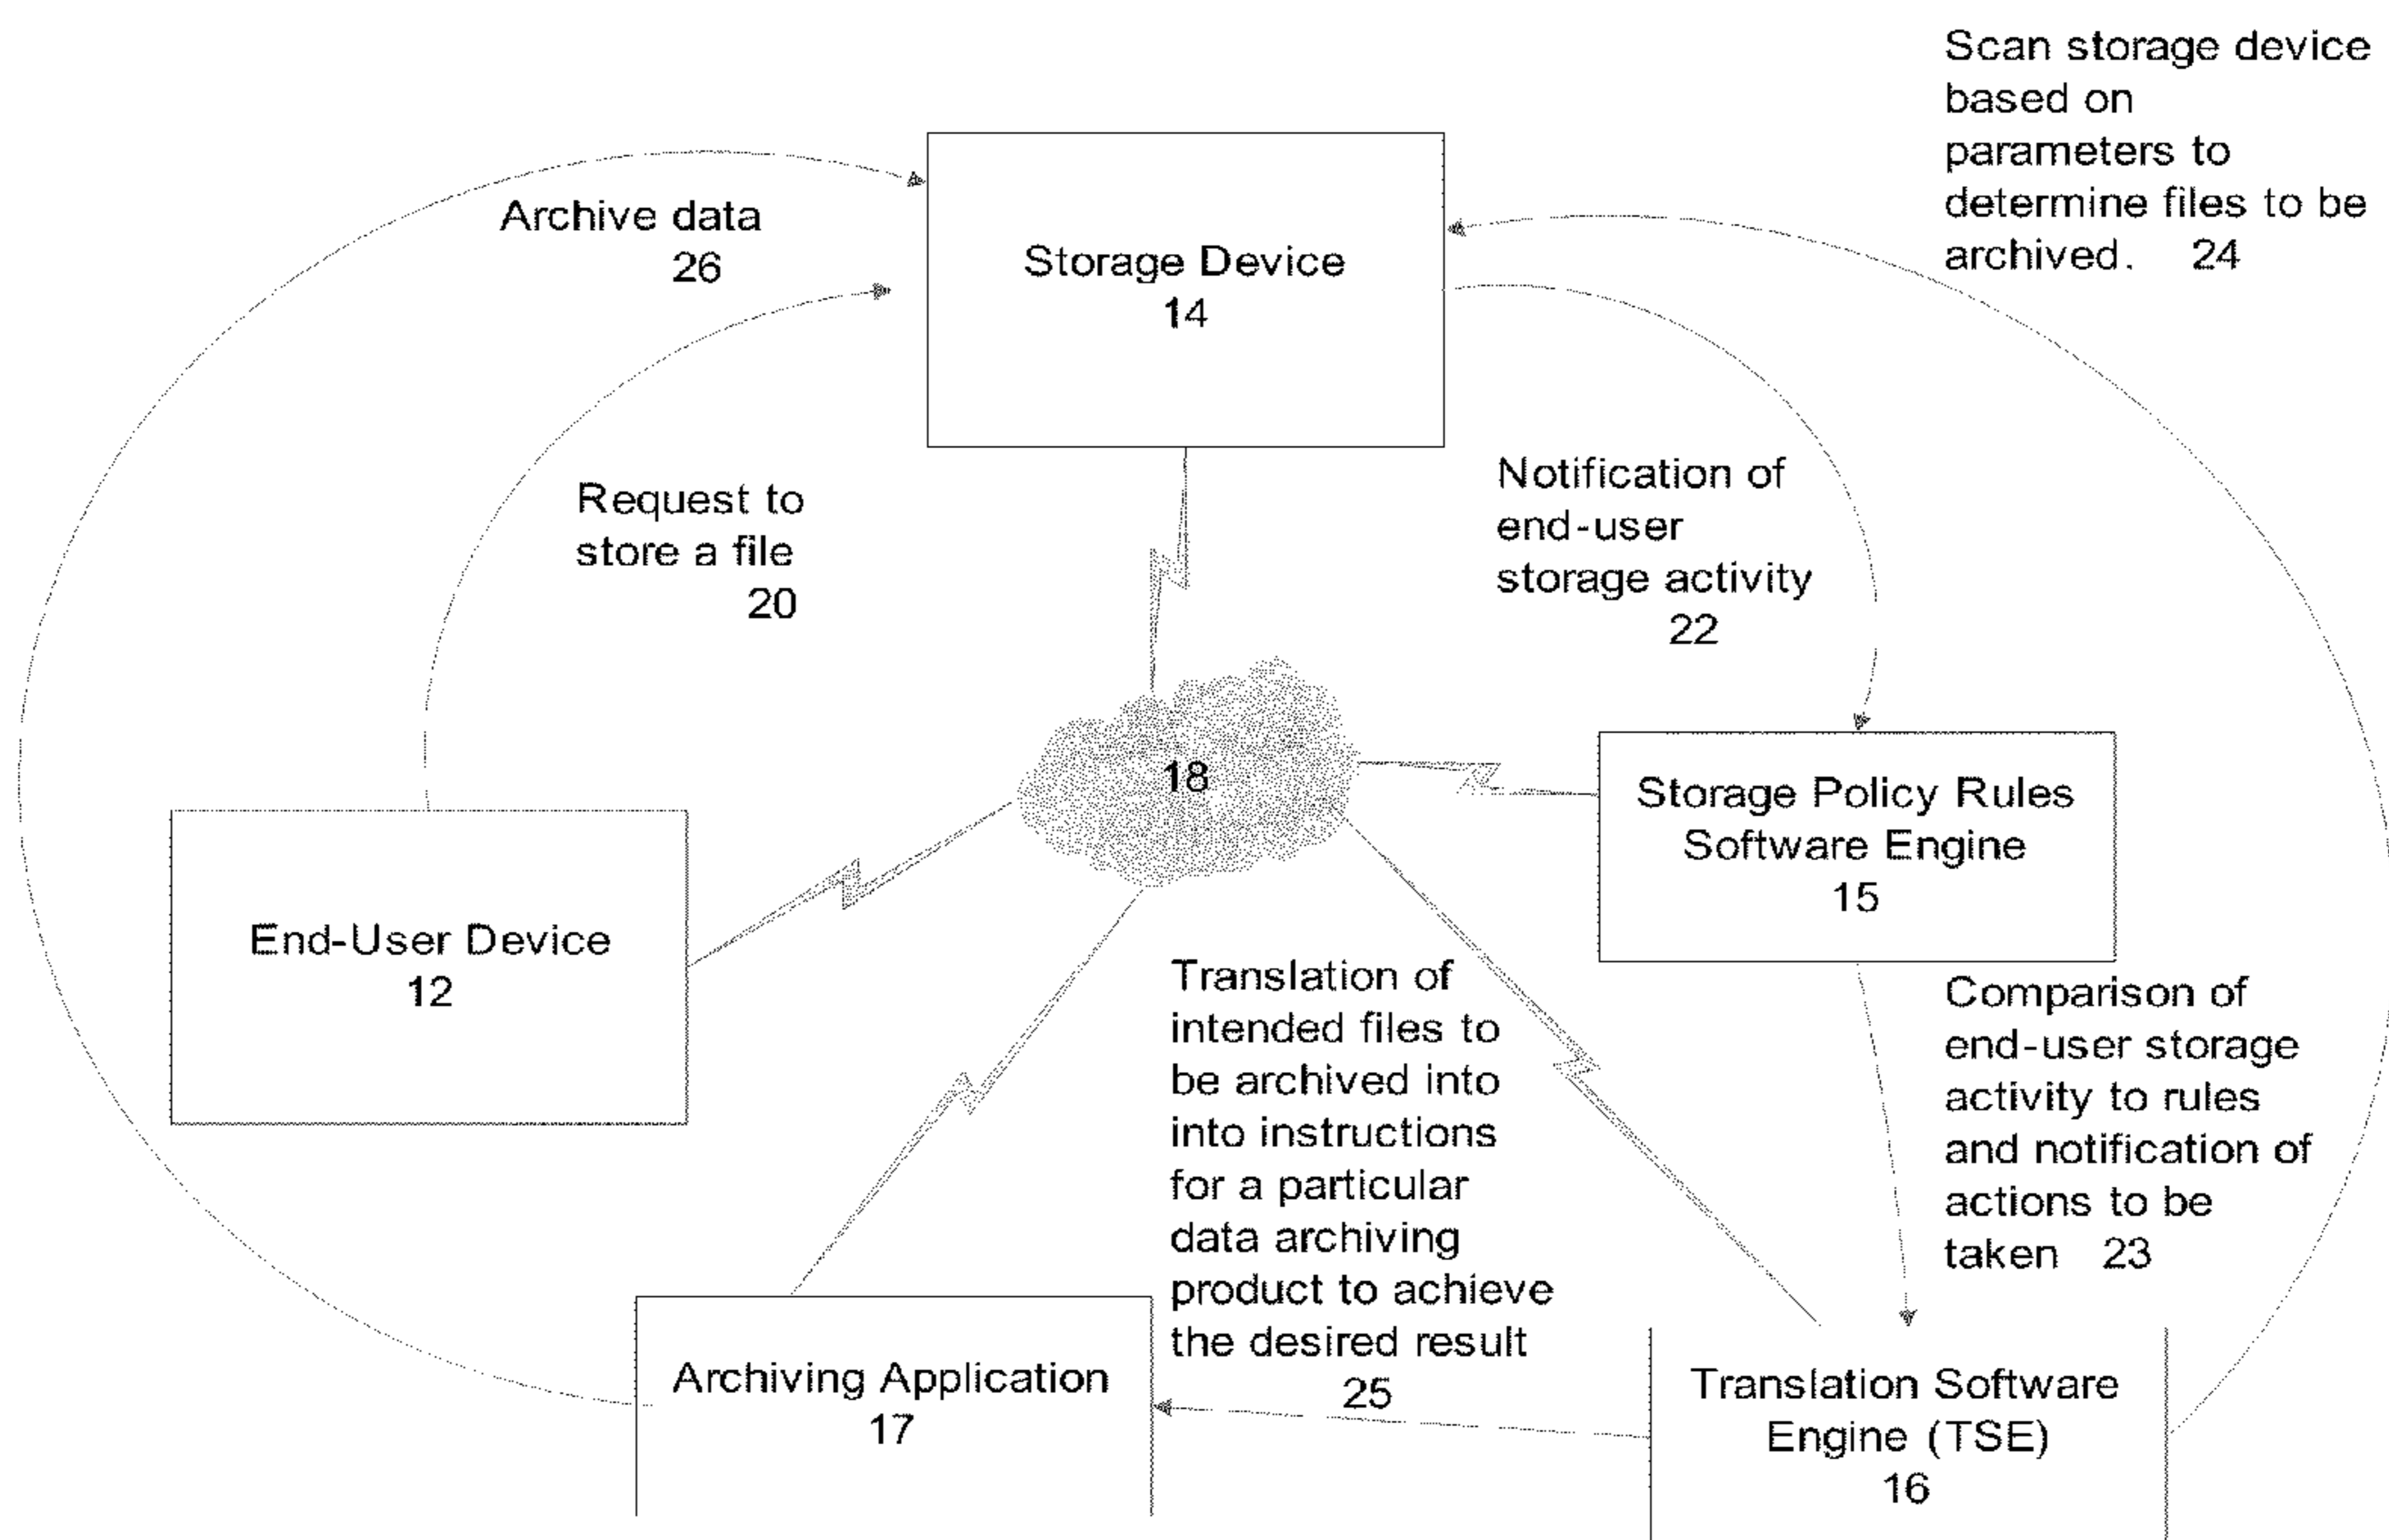 Scan storage device
based on
parameters to
determine files to be
archived. 24
Archive data
26
Storage Device
14
Request to
store a file
20
Notification of
end-user
storage activity
22
18
Storage Policy Rules
Software Engine
15
End-User Device
12
Translation of
intended files to
be archived into
into instructions
for a particular
data archiving
product to achieve
the desired result
25
Comparison of
end-user storage
activity to rules
and notification of
actions to be
taken 23
Archiving Application
17
Translation Software
Engine (TSE)
16